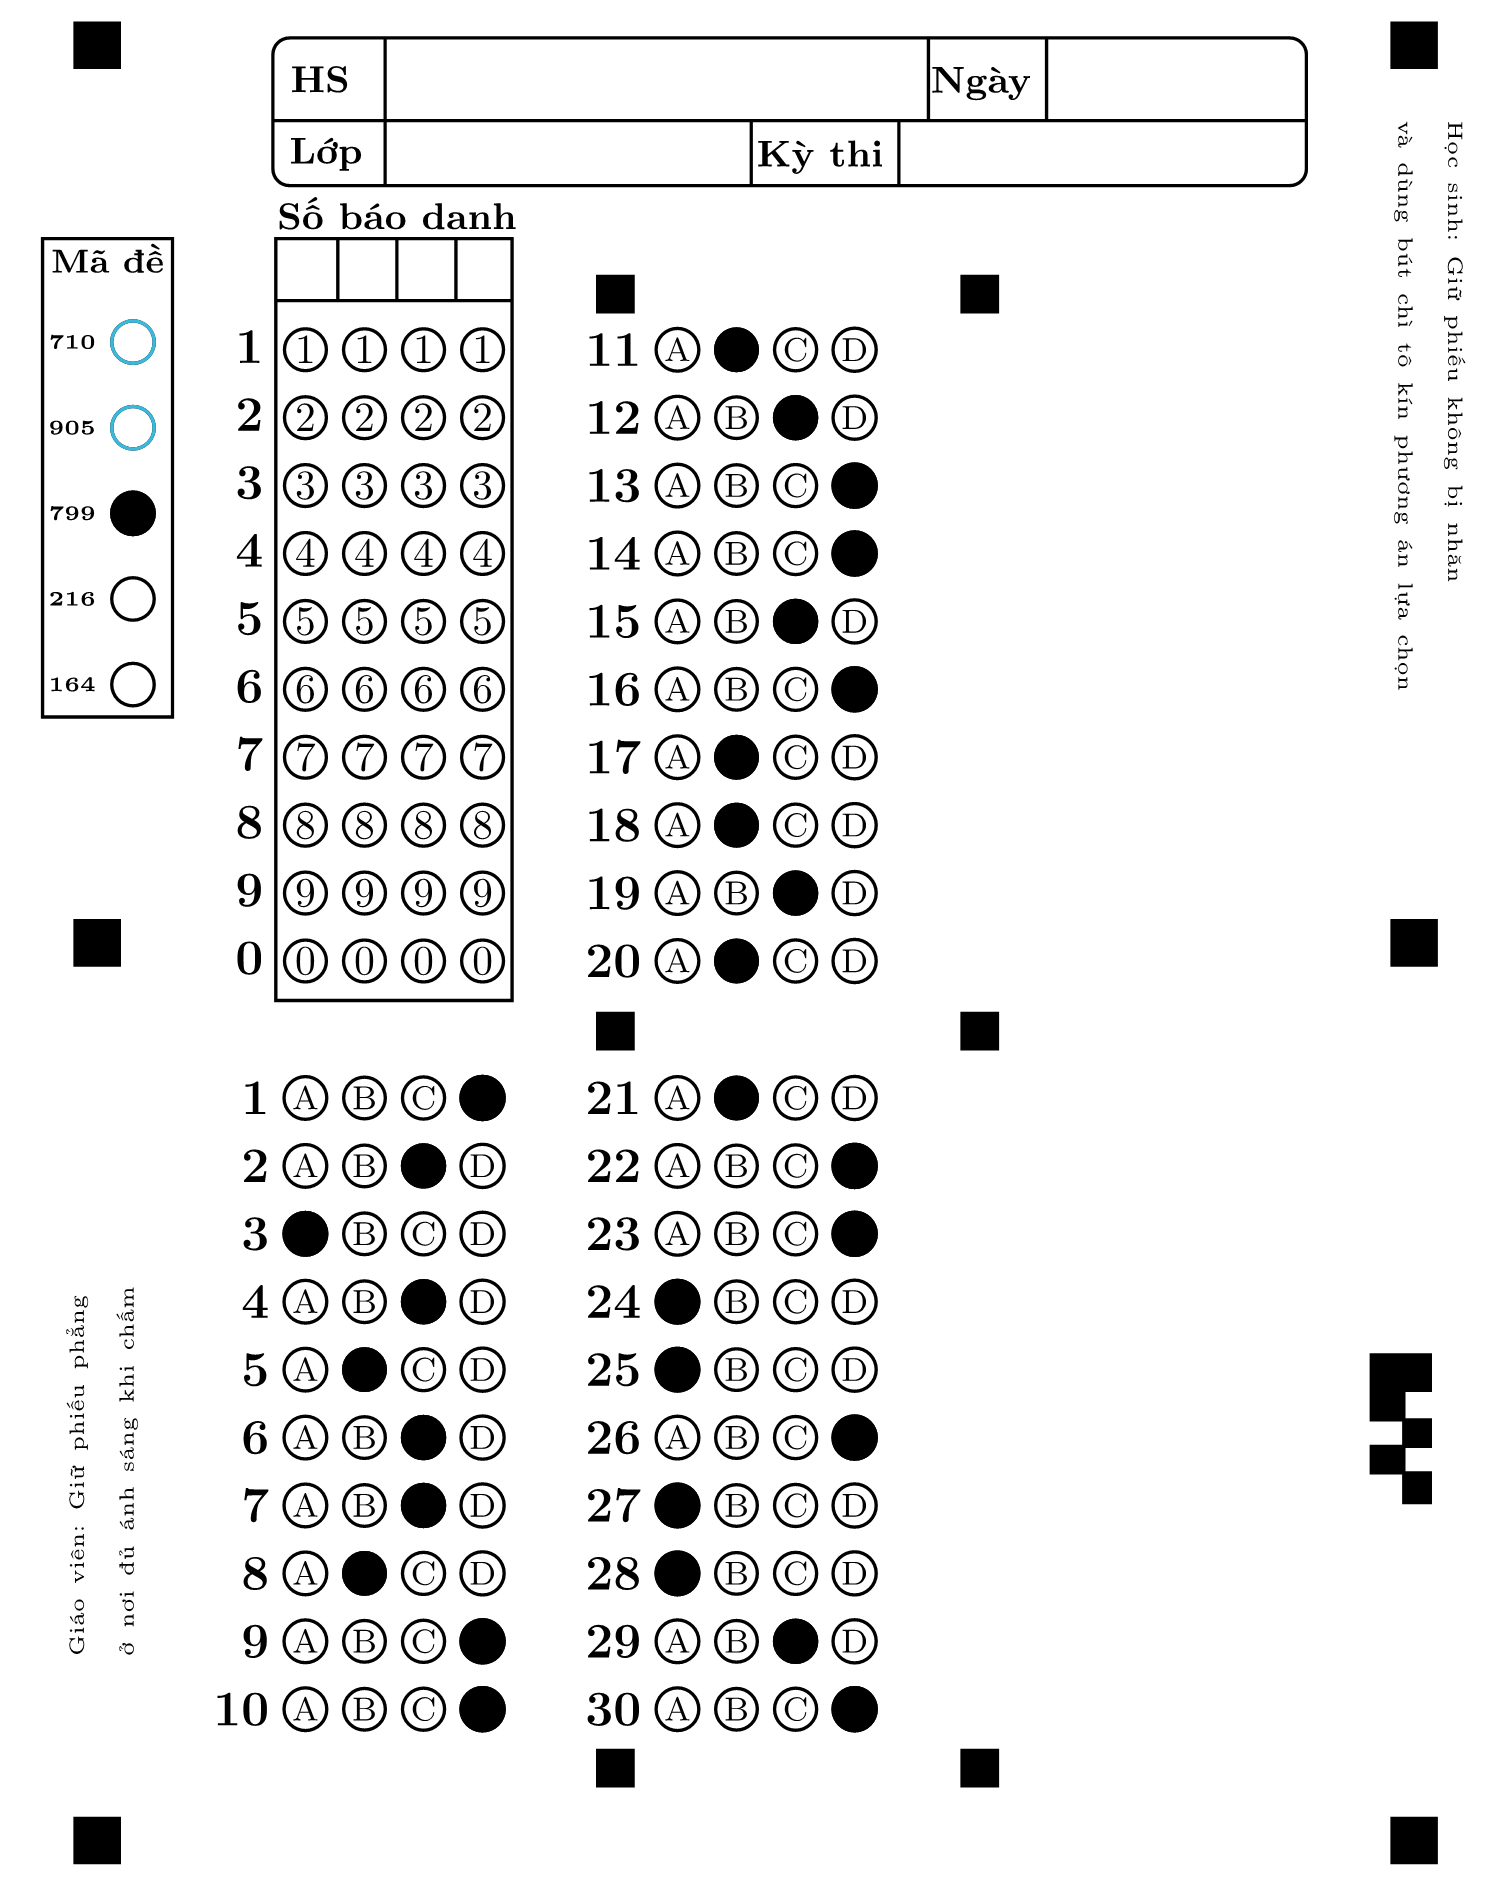 HS
Ngày
Lớp
Kỳ thi
Học sinh: Giữ phiếu không bị nhăn
và dùng bút chì tô kín phương án lựa chọn
Số báo danh
Mã đề
710
905
799
216
164
1 1 1 1 1
2 2 2 2 2
3 3 3 3 3
4 4 4 4 4
5 5 5 5 5
6 6 6 6 6
7 7 7 7 7
8 8 8 8 8
9 9 9 9 9
0 0 0 0 0
11 A C D
12 A B D
13 A B C
14 A B C
15 A B D
16 A B C
17 A C D
18 A C D
19 A B D
20 A C D
1 A B C
2 A B D
3 B C D
4 A B D
5 A C D
6 A B D
7 A B D
8 A C D
9 A B C
10 A B C
21 A C D
22 A B C
23 A B C
24 B C D
25 B C D
26 A B C
27 B C D
28 B C D
29 A B D
30 A B C
Giáo viên: Giữ phiếu phẳng
ở nơi đủ ánh sáng khi chấm